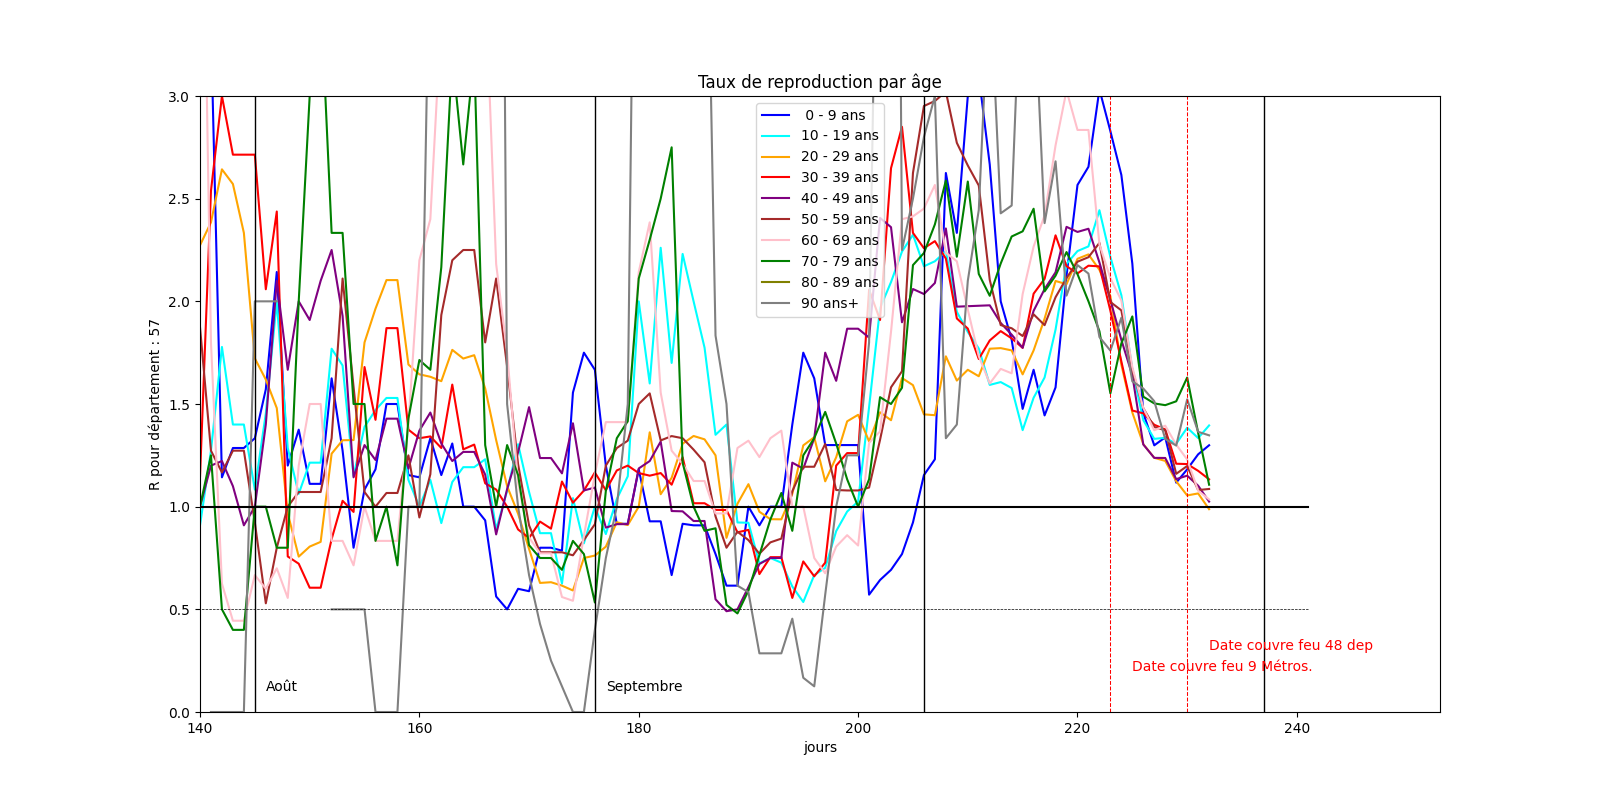 Taux de reproduction par âge
R pour département : 57
3.0
2.5
2.0
1.5
1.0
0.5
0.0
0 - 9 ans
10 - 19 ans
20 - 29 ans
30 - 39 ans
40 - 49 ans
50 - 59 ans
60 - 69 ans
70 - 79 ans
80 - 89 ans
90 ans+
Date couvre feu 48 dep
Date couvre feu 9 Métros.
Août
Septembre
140
160
180
200
220
240
jours